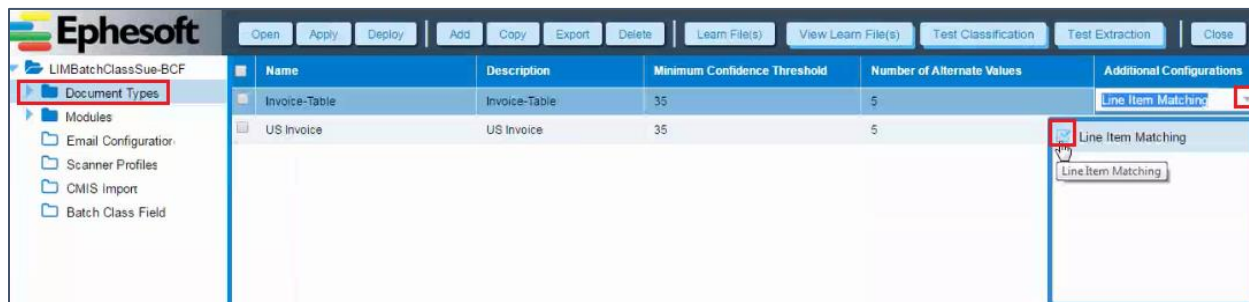 Ephesoft
Open Apply Deploy Add Copy Export Delete Learn File(s) View Learn File(s) Test Classification Test Extraction Close
LIMBatchClassSue-BCF
Document Types
Modules
Email Configuration
Scanner Profiles
CMIS Import
Batch Class Field
Name Description Minimum Confidence Threshold Number of Alternate Values Additional Configurations
Invoice-Table Invoice-Table 35 5 Line Item Matching
US Invoice US Invoice 35 5
Line Item Matching
Line Item Matching